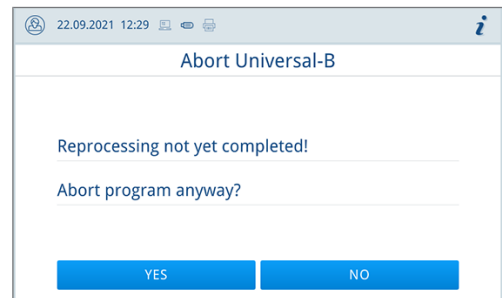 22.09.2021 12:29
i
Abort Universal-B
Reprocessing not yet completed!
Abort program anyway?
YES
NO